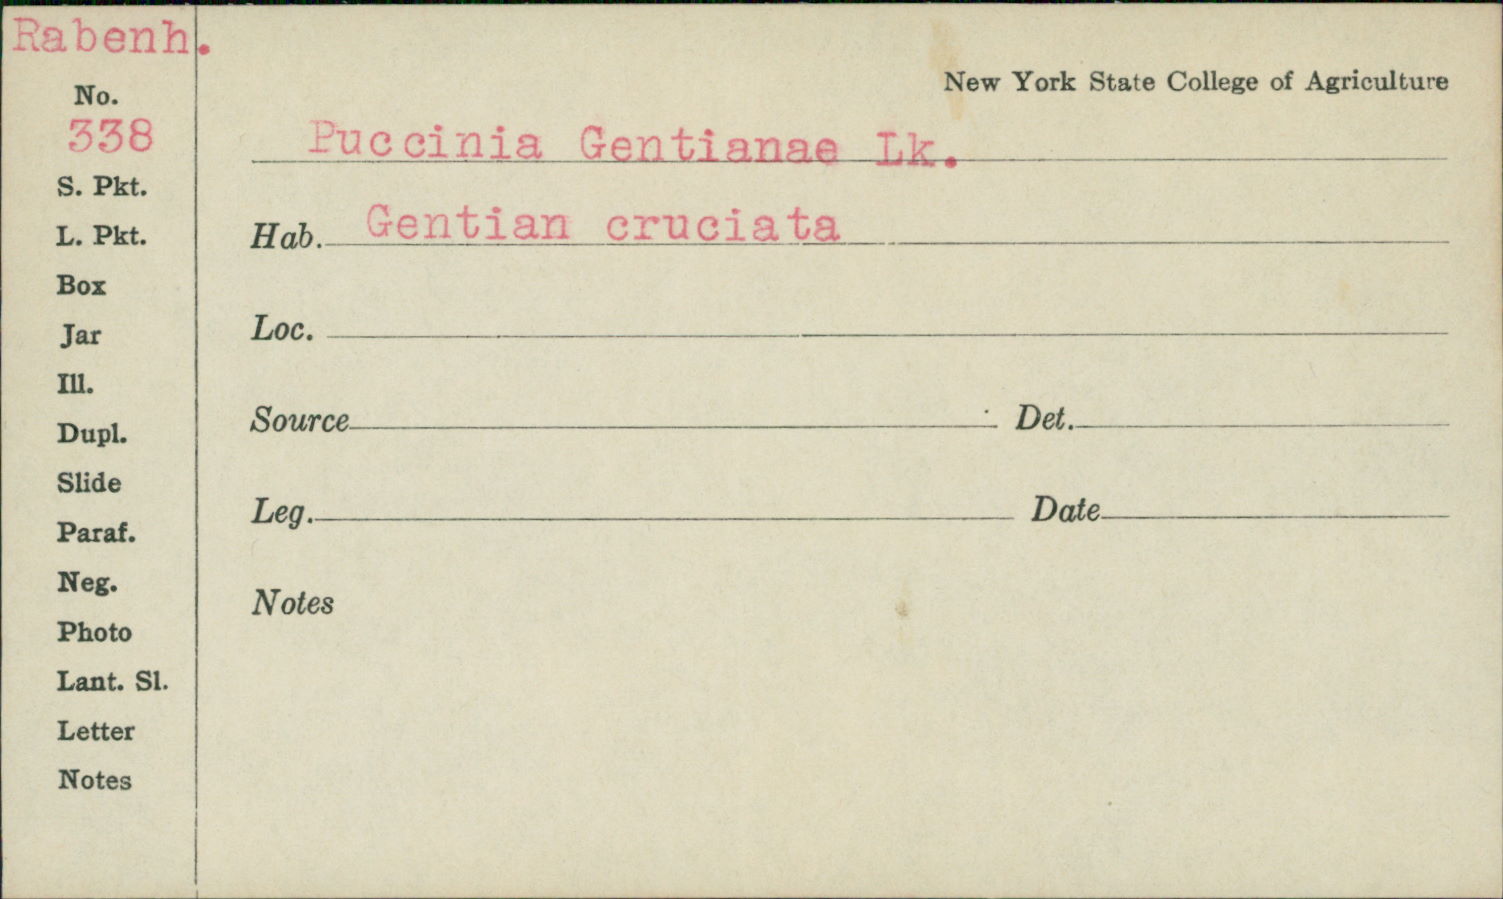 Rabenh.
New York State College of Agriculture
No.
338
Puccinia Gentianae Lk.
S. Pkt.
L. Pkt.
Hab. Gentian cruciata
Box
Jar
Loc.
Ill.
Dupl.
Source Det.
Slide
Paraf.
Leg. Date
Neg.
Notes
Photo
Lant. Sl.
Letter
Notes